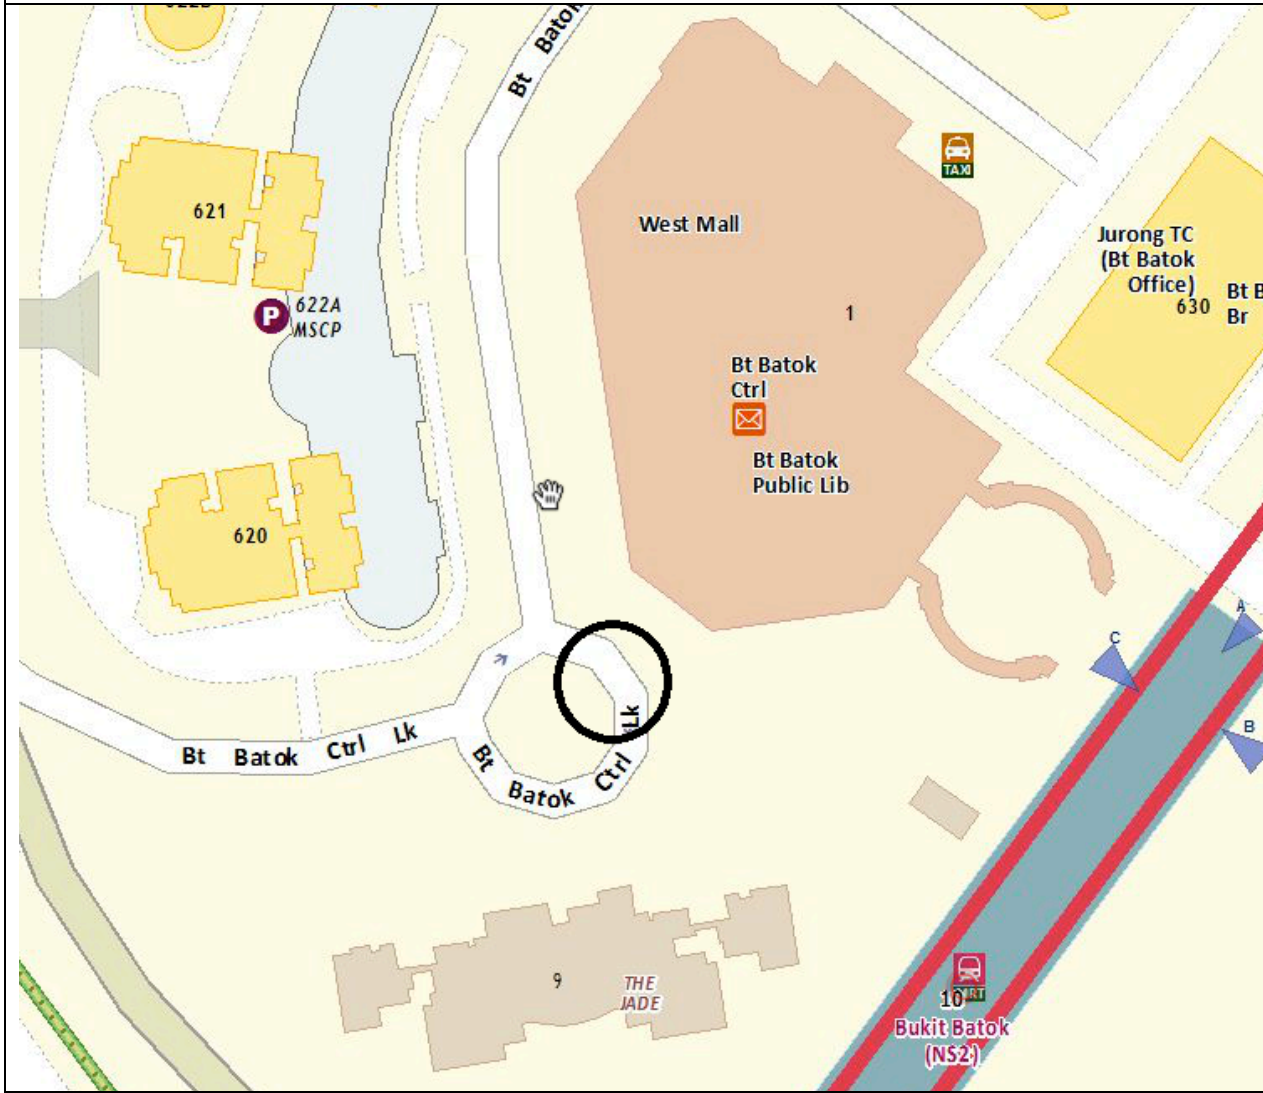 Bt Batok
TAXI
621
West Mall
Jurong TC
(Bt Batok
Office)
630
Bt B
Br
P
622A
MSCP
1
Bt Batok
Ctrl
Bt Batok
Public Lib
620
A
C
B
Bt Batok Ctrl Lk
Bt Batok Ctrl Lk
9
THE
JADE
10
Bukit Batok
(NS2)